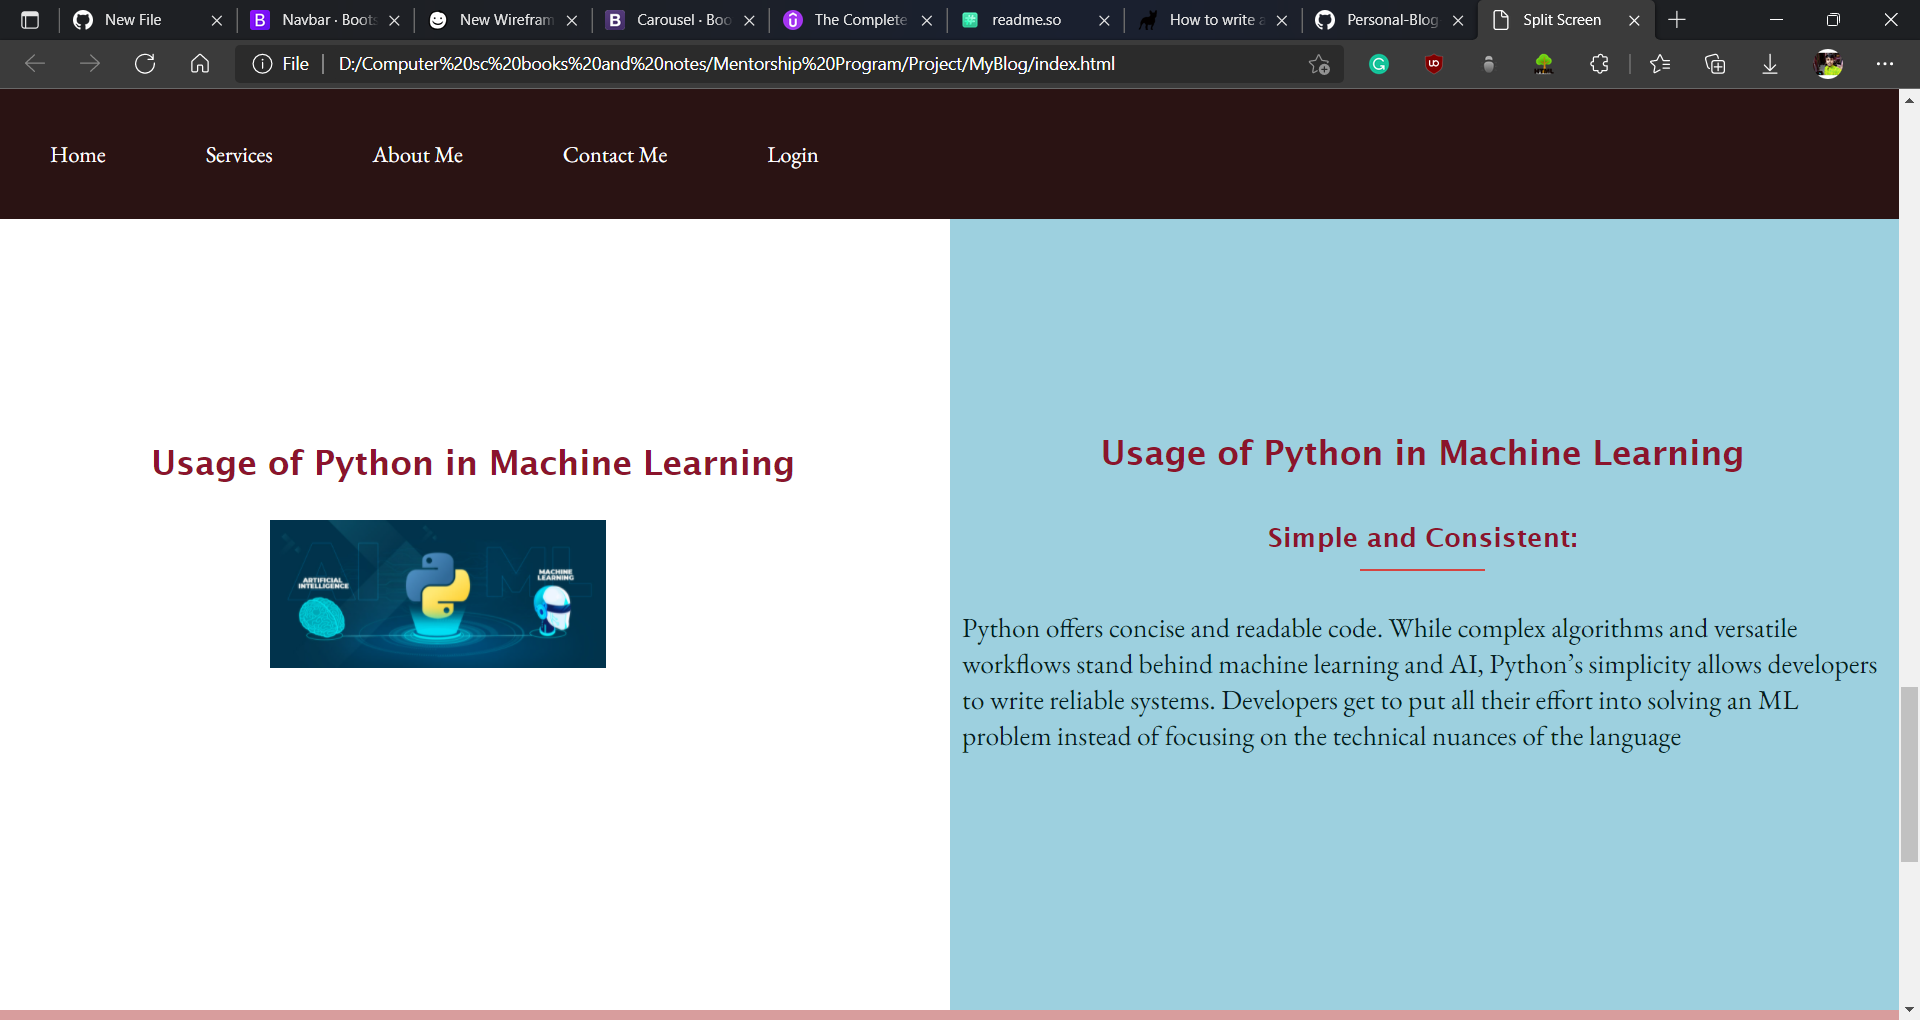 New File
Navbar · Boots
New Wirefram
Carousel · Boo
The Complete
readme.so
How to write a
Personal-Blog
Split Screen
File
D:/Computer%20sc%20books%20and%20notes/Mentorship%20Program/Project/MyBlog/index.html
Home
Services
About Me
Contact Me
Login
Usage of Python in Machine Learning
AI
ML
ARTIFICIAL
INTELLIGENCE
MACHINE
LEARNING
Usage of Python in Machine Learning
Simple and Consistent:
Python offers concise and readable code. While complex algorithms and versatile
workflows stand behind machine learning and AI, Python’s simplicity allows developers
to write reliable systems. Developers get to put all their effort into solving an ML
problem instead of focusing on the technical nuances of the language